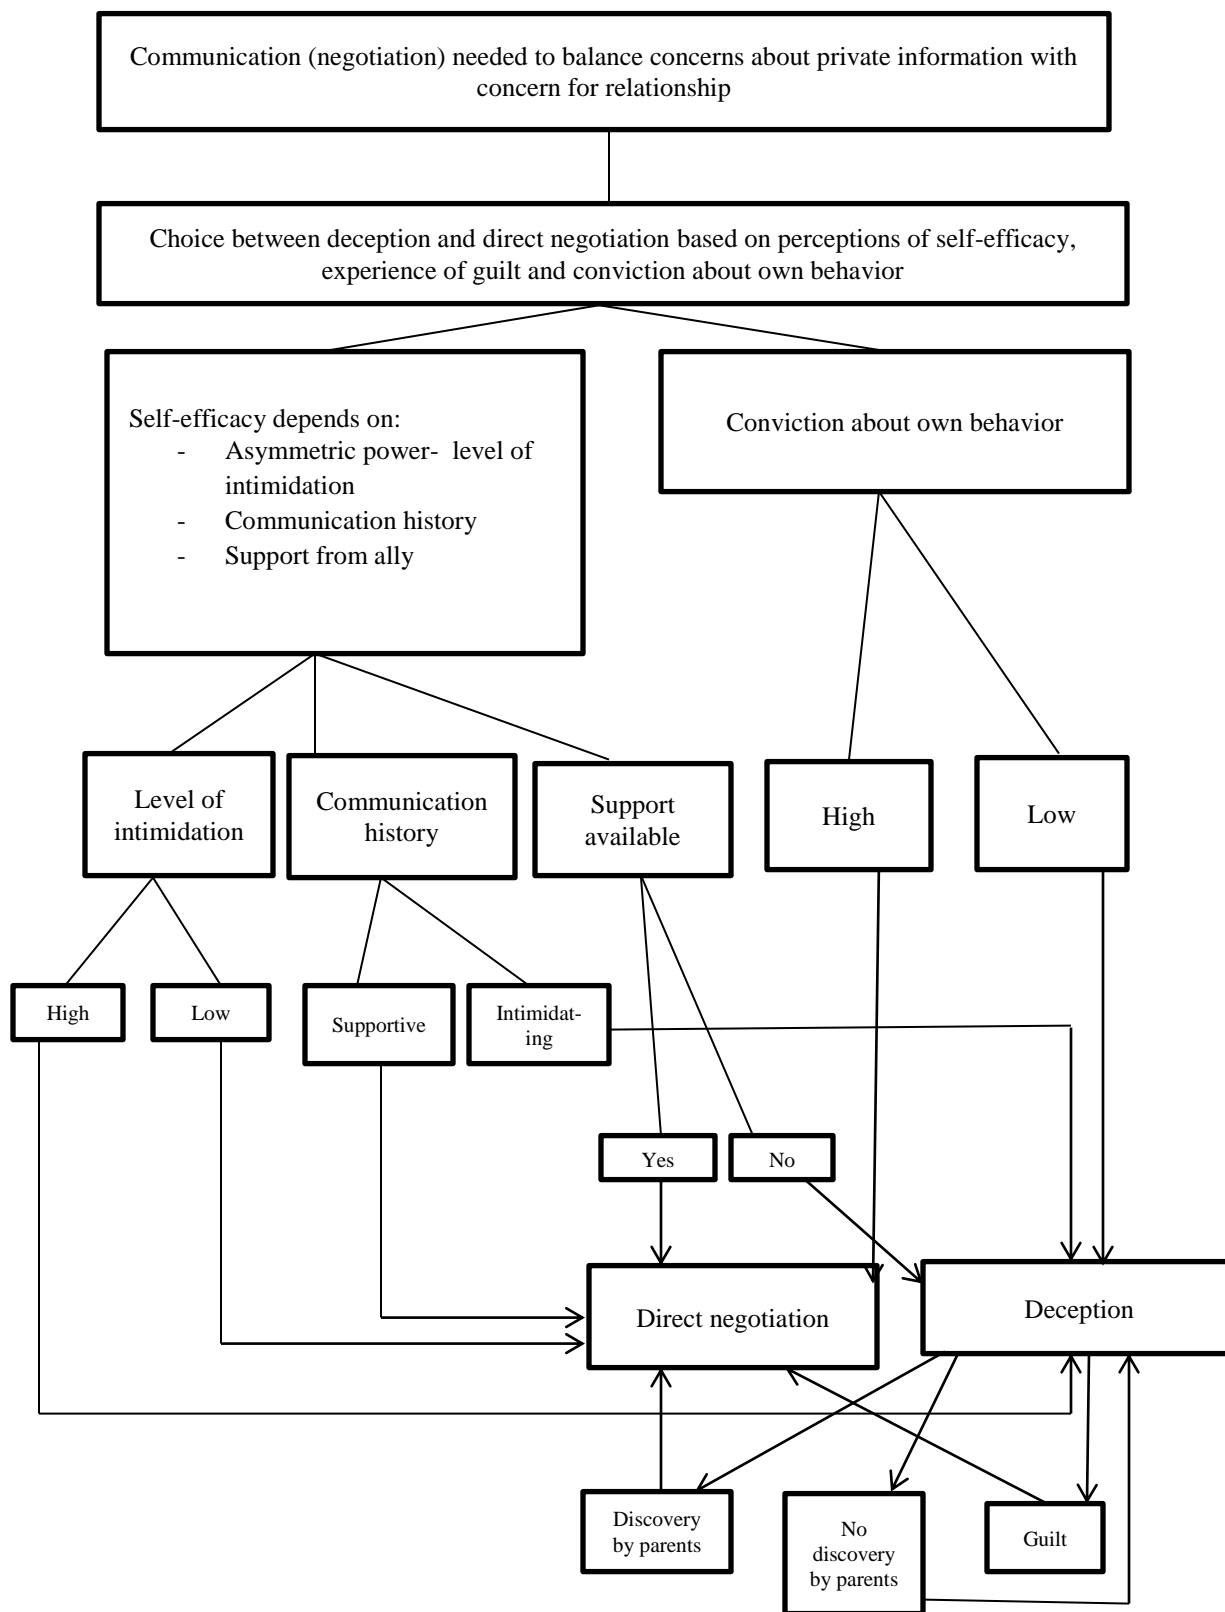 Communication (negotiation) needed to balance concerns about private information with
concern for relationship
Choice between deception and direct negotiation based on perceptions of self-efficacy,
experience of guilt and conviction about own behavior
Self-efficacy depends on:
- Asymmetric power-  level of
intimidation
- Communication history
- Support from ally
Conviction about own behavior
Level of
intimidation
Communication
history
Support
available
High
Low
High
Low
Supportive
Intimidat-
ing
Yes
No
Direct negotiation
Deception
Discovery
by parents
No
discovery
by parents
Guilt